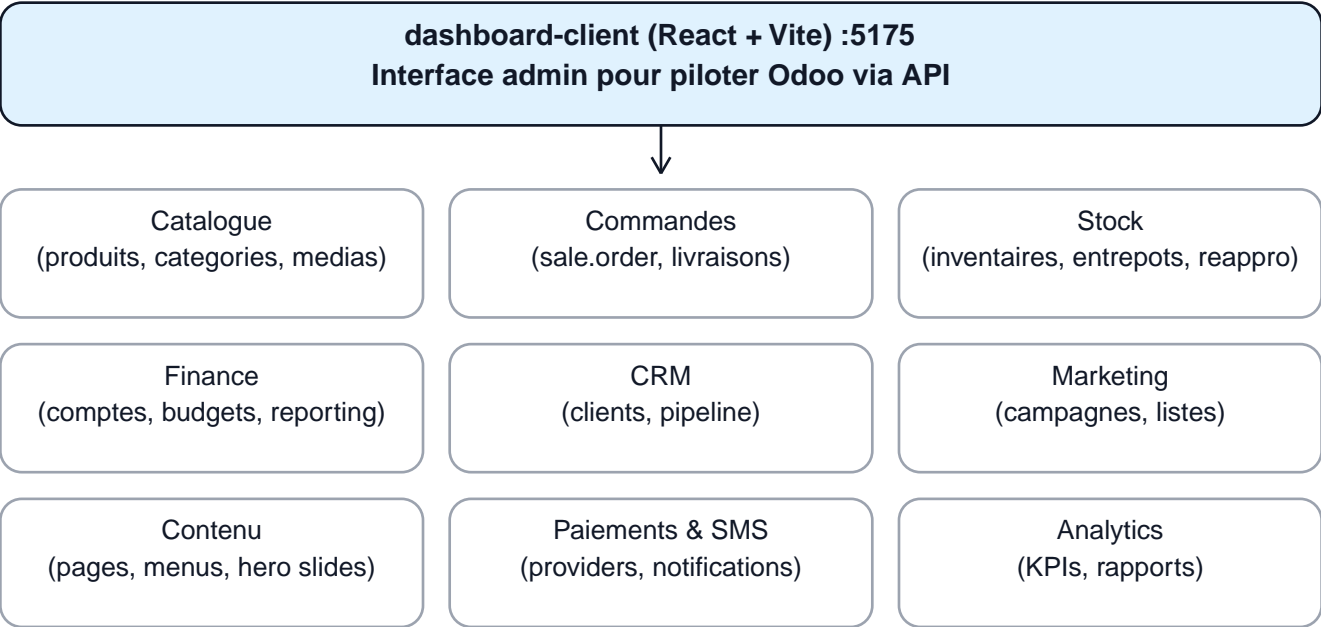 dashboard-client (React + Vite) :5175
Interface admin pour piloter Odoo via API
Catalogue
(produits, categories, medias)
Commandes
(sale.order, livraisons)
Stock
(inventaires, entrepots, reappro)
Finance
(comptes, budgets, reporting)
CRM
(clients, pipeline)
Marketing
(campagnes, listes)
Contenu
(pages, menus, hero slides)
Paiements & SMS
(providers, notifications)
Analytics
(KPIs, rapports)